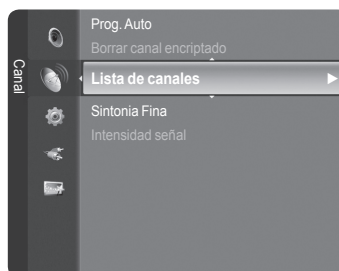 Canal
Prog. Auto
Borrar canal encriptado
Lista de canales
Sintonia Fina
Intensidad señal